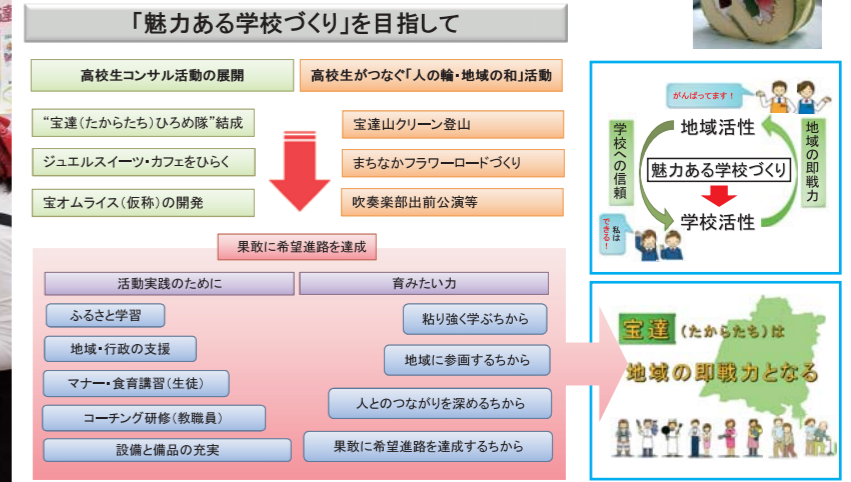 「魅力ある学校づくり」を目指して
高校生コンサル活動の展開
高校生がつなぐ「人の輪・地域の和」活動
“宝達(たからたち)ひろめ隊”結成
ジュエルスイーツ・カフェをひらく
宝オムライス(仮称)の開発
宝達山クリーン登山
まちなかフラワーロードづくり
吹奏楽部出前公演等
果敢に希望進路を達成
活動実践のために
ふるさと学習
地域・行政の支援
マナー・食育講習(生徒)
コーチング研修(教職員)
設備と備品の充実
育みたい力
粘り強く学ぶちから
地域に参画するちから
人とのつながりを深めるちから
果敢に希望進路を達成するちから
がんばってます!
地域活性
学校への信頼
魅力ある学校づくり
地域の即戦力
学校活性
私は
できる!
宝達(たからたち)は
地域の即戦力となる